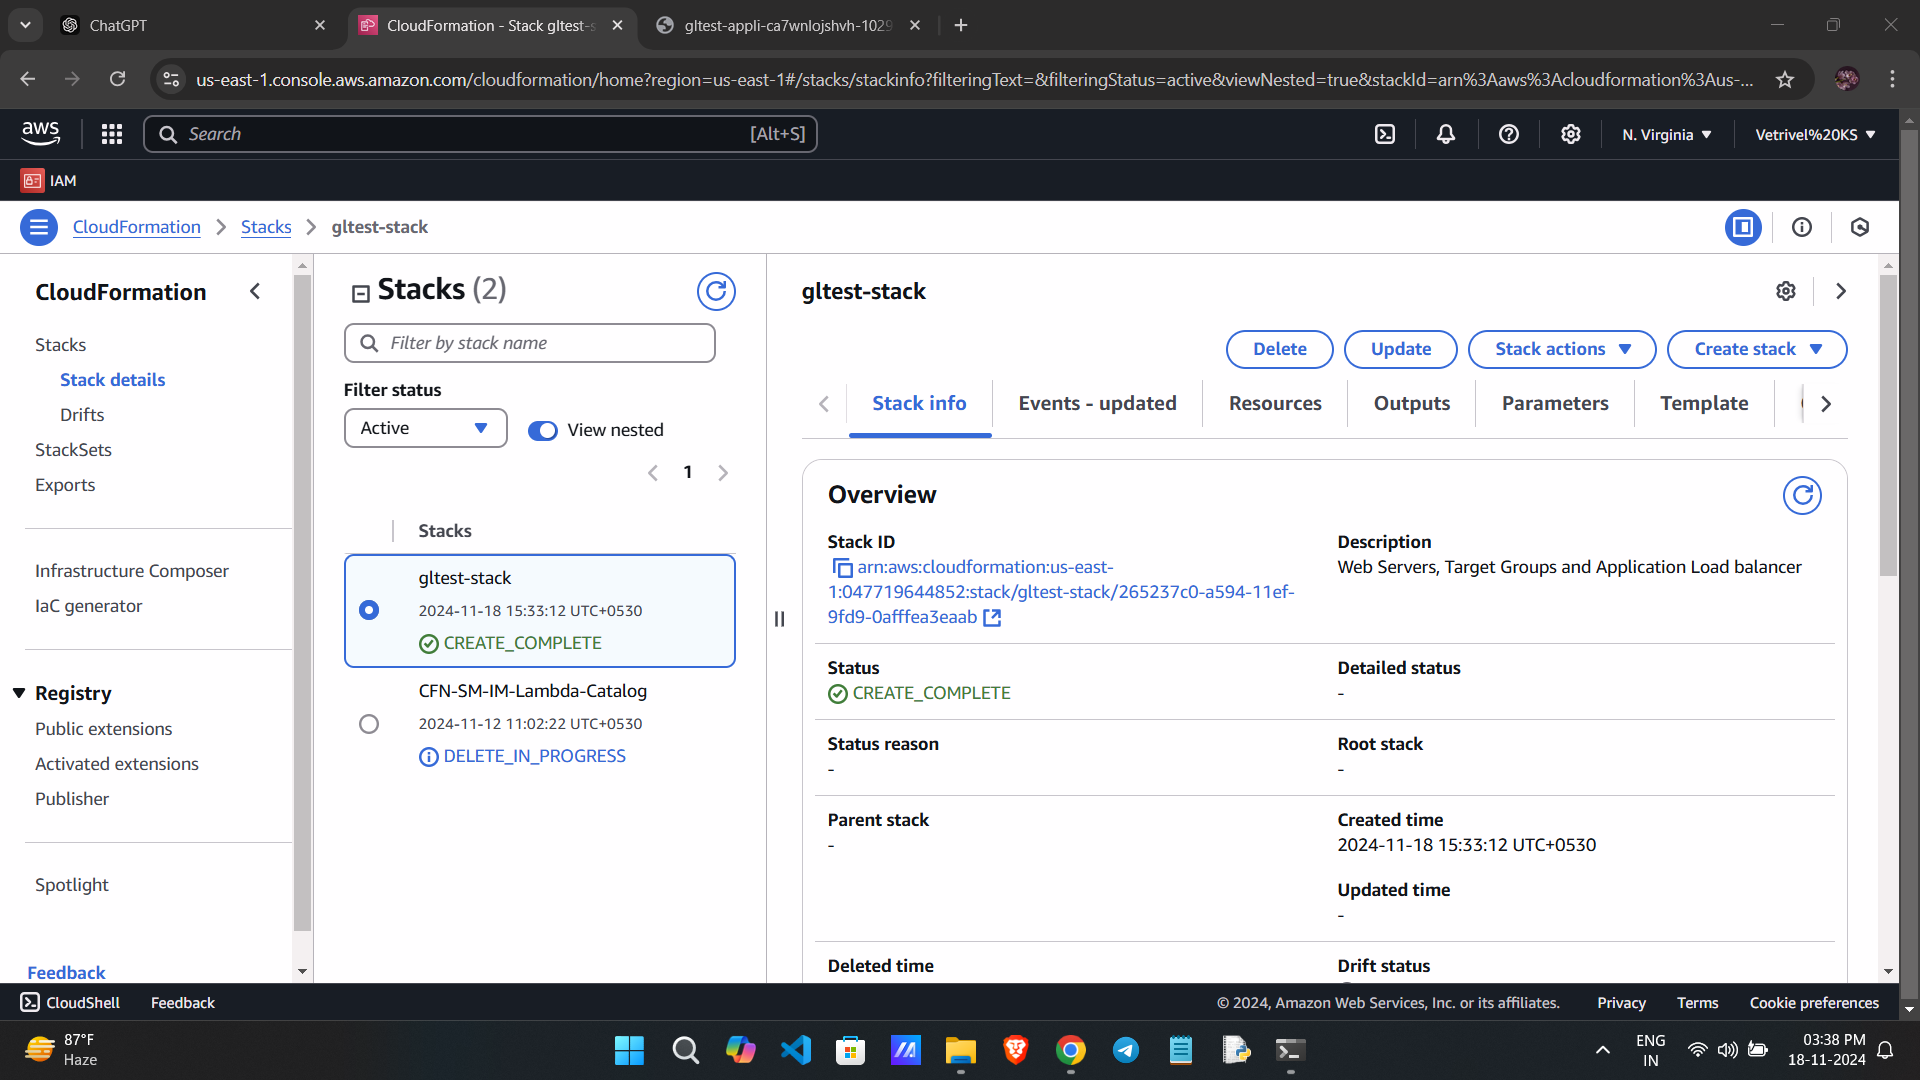 ChatGPT
CloudFormation - Stack gltest-s
gltest-appli-ca7wnlojshvh-1029
us-east-1.console.aws.amazon.com/cloudformation/home?region=us-east-1#/stacks/stackinfo?filteringText=&filteringStatus=active&viewNested=true&stackId=arn%3Aaws%3Acloudformation%3Aus-...
aws
Search
[Alt+S]
N. Virginia
Vetrivel%20KS
IAM
CloudFormation
Stacks
gltest-stack
CloudFormation
Stacks
Stack details
Drifts
StackSets
Exports
Infrastructure Composer
IaC generator
Registry
Public extensions
Activated extensions
Publisher
Spotlight
Feedback
Stacks (2)
Filter by stack name
Filter status
Active
View nested
1
Stacks
gltest-stack
2024-11-18 15:33:12 UTC+0530
CREATE_COMPLETE
CFN-SM-IM-Lambda-Catalog
2024-11-12 11:02:22 UTC+0530
DELETE_IN_PROGRESS
gltest-stack
Delete
Update
Stack actions
Create stack
Stack info
Events - updated
Resources
Outputs
Parameters
Template
Overview
Stack ID
arn:aws:cloudformation:us-east-
1:047719644852:stack/gltest-stack/265237c0-a594-11ef-
9fd9-0afffea3eaab
Description
Web Servers, Target Groups and Application Load balancer
Status
CREATE_COMPLETE
Detailed status
-
Status reason
-
Root stack
-
Parent stack
-
Created time
2024-11-18 15:33:12 UTC+0530
Updated time
-
Deleted time
Drift status
CloudShell
Feedback
© 2024, Amazon Web Services, Inc. or its affiliates.
Privacy
Terms
Cookie preferences
87°F
Haze
ENG
IN
03:38 PM
18-11-2024